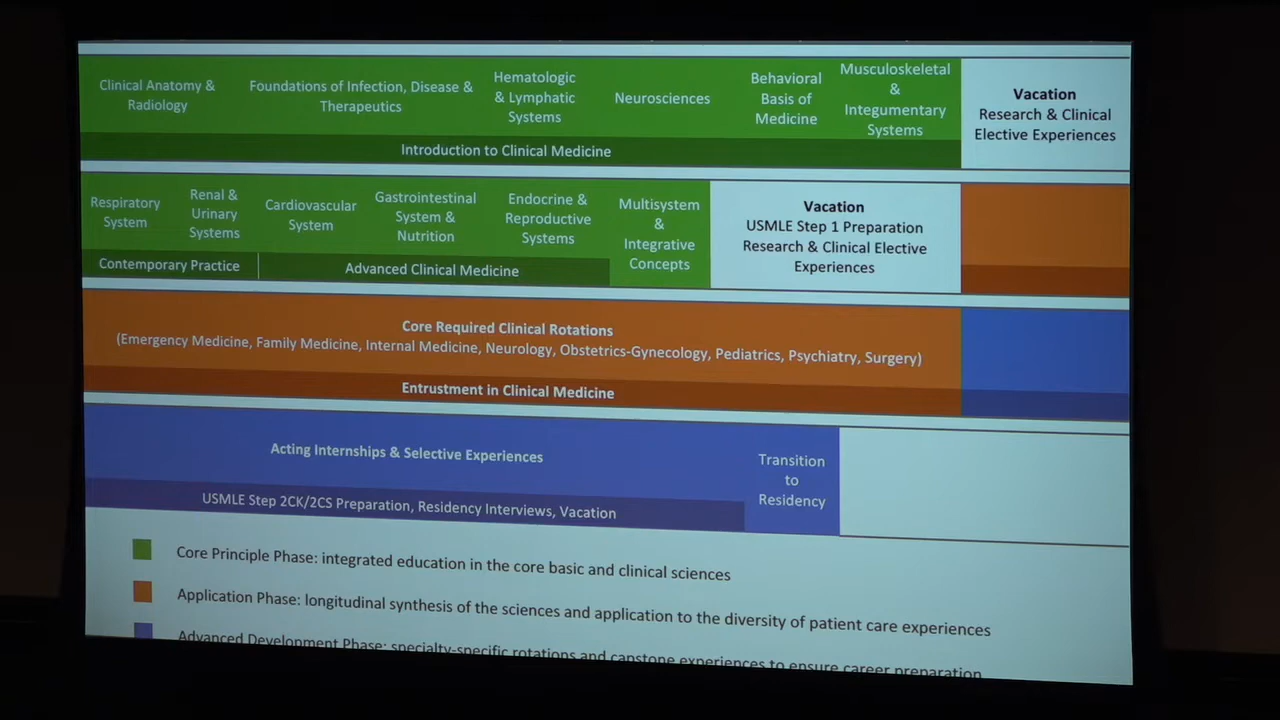 Clinical Anatomy &
Radiology
Foundations of Infection, Disease &
Therapeutics
Hematologic
& Lymphatic
Systems
Neurosciences
Behavioral
Basis of
Medicine
Musculoskeletal
&
Integumentary
Systems
Vacation
Research & Clinical
Elective Experiences
Introduction to Clinical Medicine
Respiratory
System
Renal &
Urinary
Systems
Cardiovascular
System
Gastrointestinal
System &
Nutrition
Endocrine &
Reproductive
Systems
Multisystem
&
Integrative
Concepts
Vacation
USMLE Step 1 Preparation
Research & Clinical Elective
Experiences
Contemporary Practice
Advanced Clinical Medicine
Core Required Clinical Rotations
(Emergency Medicine, Family Medicine, Internal Medicine, Neurology, Obstetrics-Gynecology, Pediatrics, Psychiatry, Surgery)
Entrustment in Clinical Medicine
Acting Internships & Selective Experiences
Transition
to
Residency
USMLE Step 2CK/2CS Preparation, Residency Interviews, Vacation
Core Principle Phase: integrated education in the core basic and clinical sciences
Application Phase: longitudinal synthesis of the sciences and application to the diversity of patient care experiences
Advanced Development Phase: specialty-specific rotations and capstone experiences to ensure career preparation